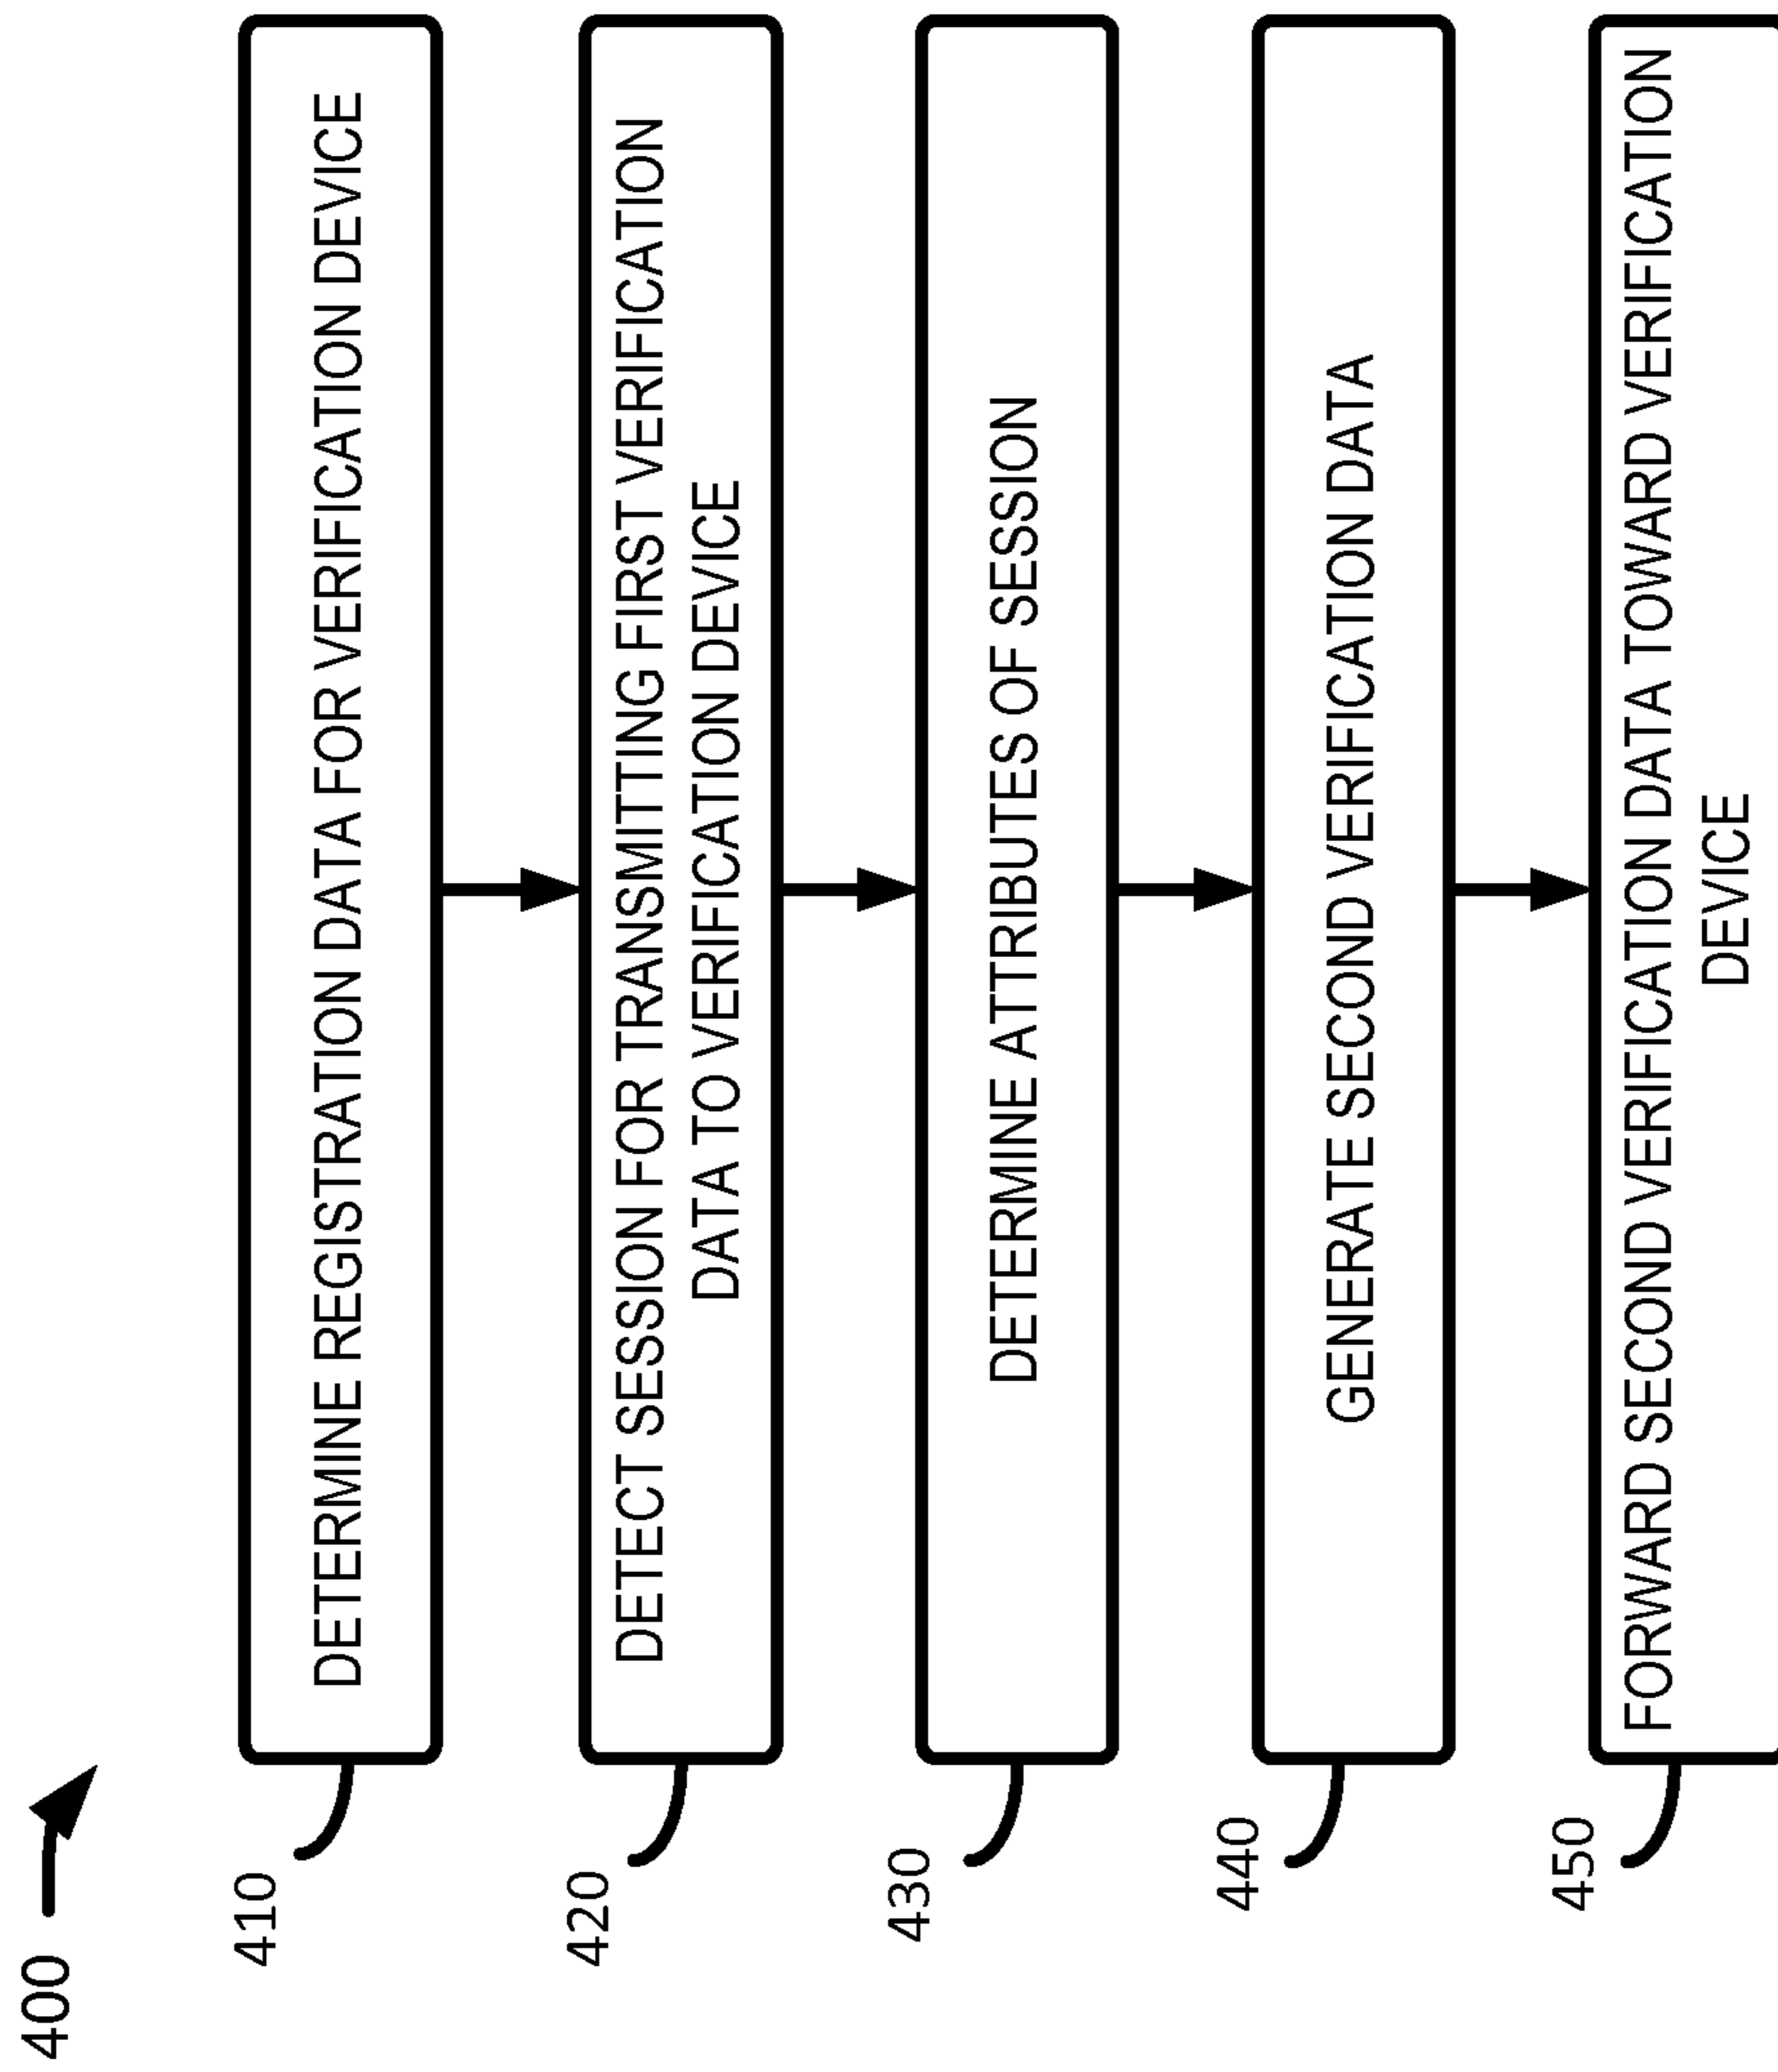 400
410
DETERMINE REGISTRATION DATA FOR VERIFICATION DEVICE
420
DETECT SESSION FOR TRANSMITTING FIRST VERIFICATION
DATA TO VERIFICATION DEVICE
430
DETERMINE ATTRIBUTES OF SESSION
440
GENERATE SECOND VERIFICATION DATA
450
FORWARD SECOND VERIFICATION DATA TOWARD VERIFICATION
DEVICE